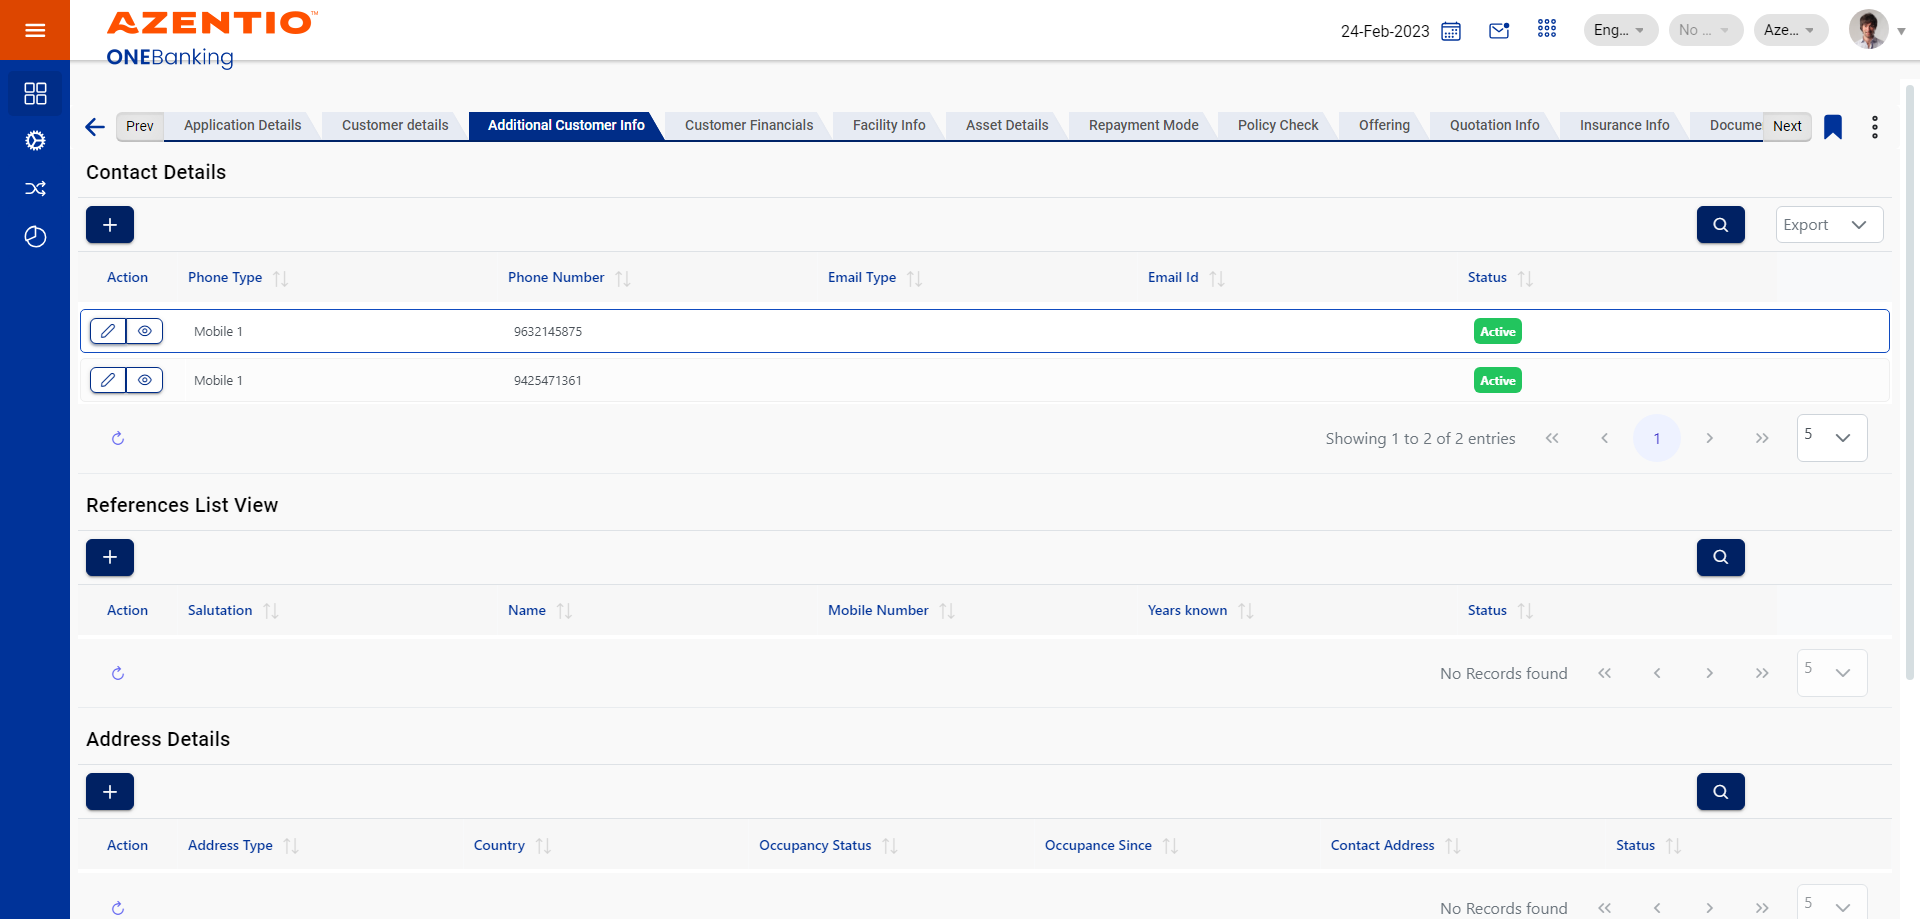 AZENTIO™
ONEBanking
24-Feb-2023
Eng...
No ...
Aze...
Prev
Application Details
Customer details
Additional Customer Info
Customer Financials
Facility Info
Asset Details
Repayment Mode
Policy Check
Offering
Quotation Info
Insurance Info
Docume
Next
Contact Details
Export
Action Phone Type Phone Number Email Type Email Id Status
Mobile 1 9632145875 Active
Mobile 1 9425471361 Active
Showing 1 to 2 of 2 entries 1 5
References List View
Action Salutation Name Mobile Number Years known Status
No Records found 5
Address Details
Action Address Type Country Occupancy Status Occupance Since Contact Address Status
No Records found 5